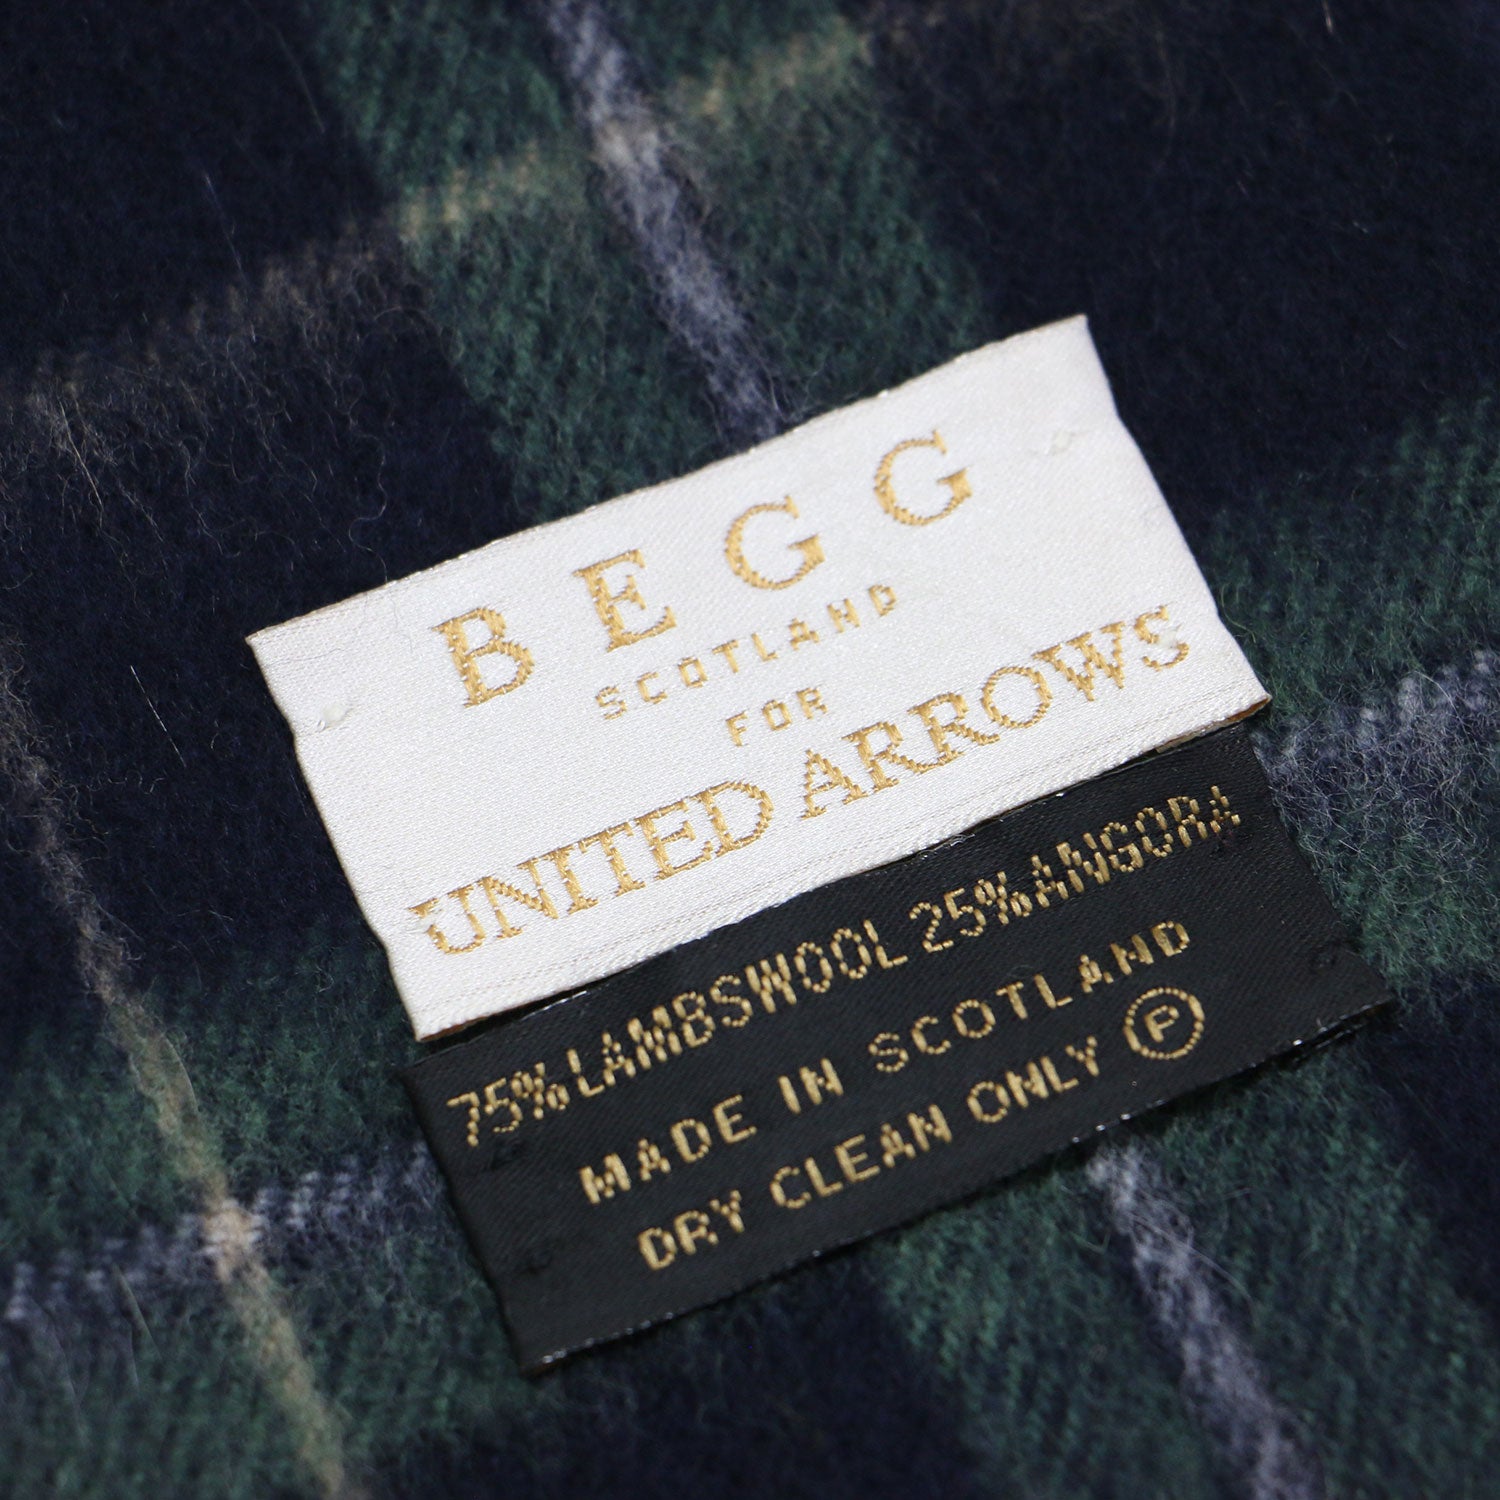 BEGG
SCOTLAND
FOR
UNITED ARROWS
75% LAMBSWOOL 25% ANGORA
MADE IN SCOTLAND
DRY CLEAN ONLY Ⓟ